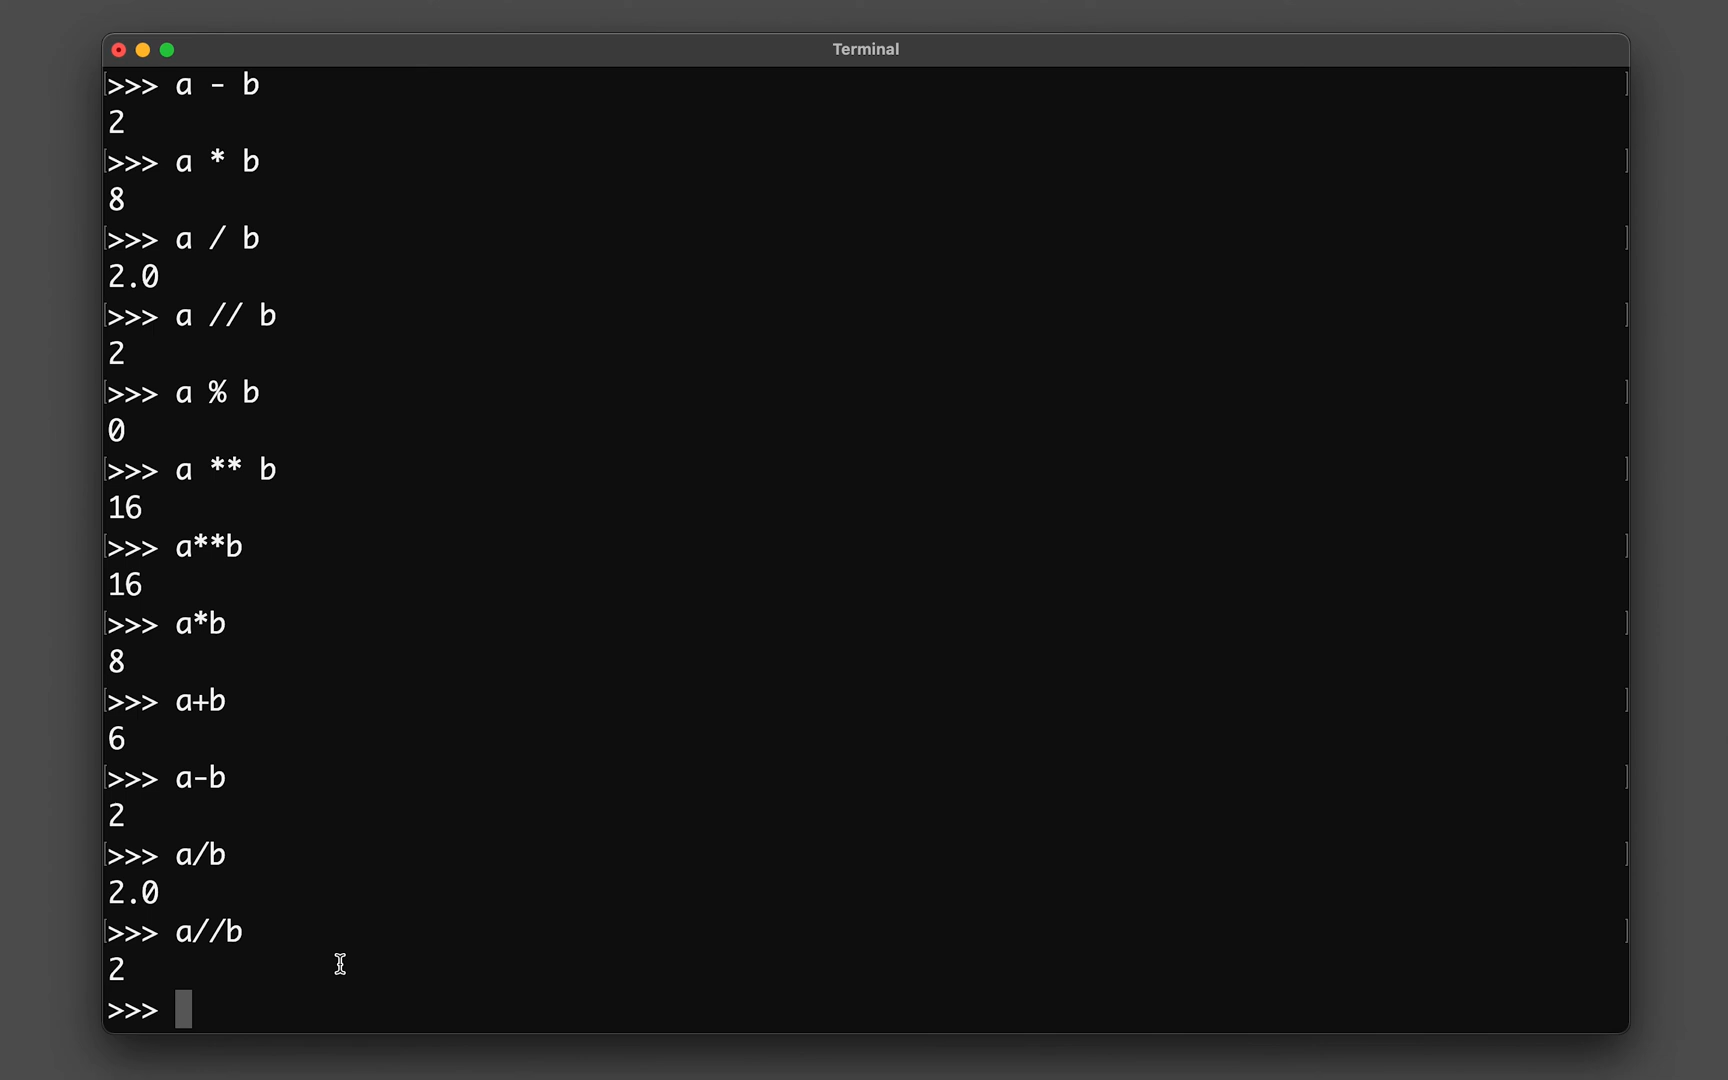 Terminal
>>> a - b
2
>>> a * b
8
>>> a / b
2.0
>>> a // b
2
>>> a % b
0
>>> a ** b
16
>>> a**b
16
>>> a*b
8
>>> a+b
6
>>> a-b
2
>>> a/b
2.0
>>> a//b
2
>>>